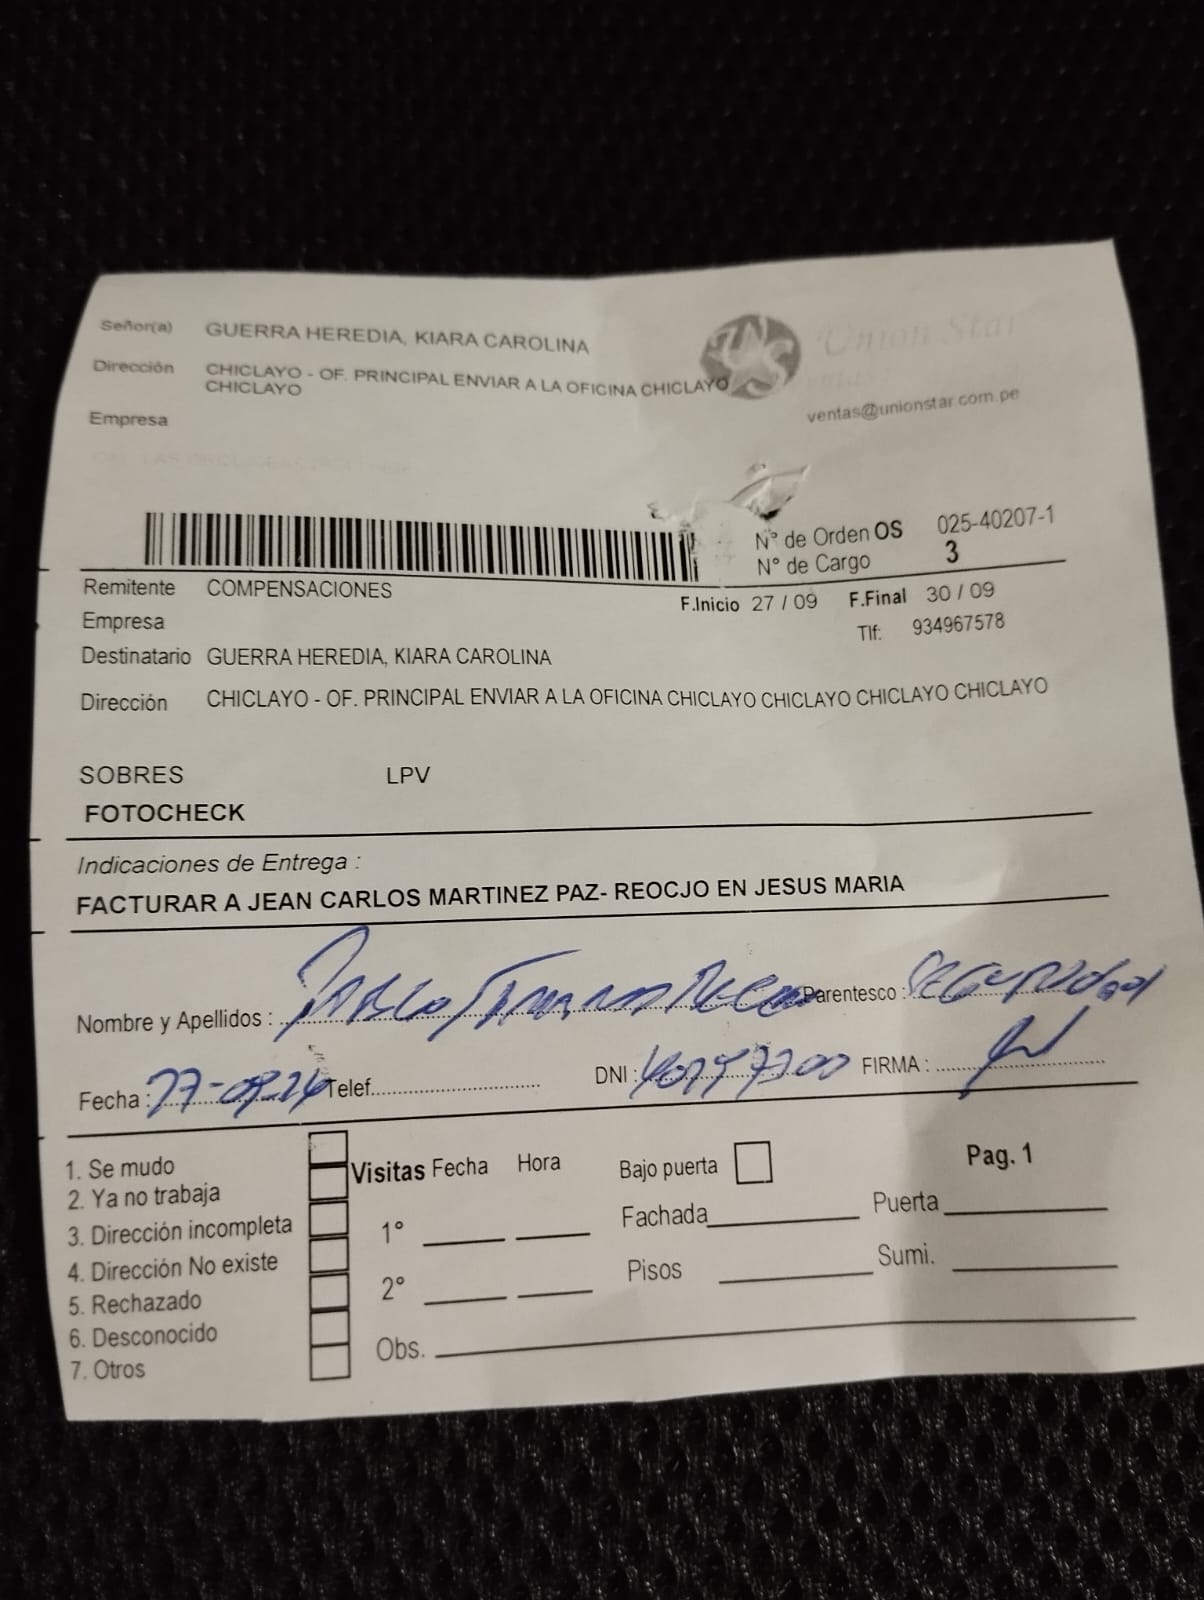 Señor(a) GUERRA HEREDIA, KIARA CAROLINA
Dirección CHICLAYO - OF. PRINCIPAL ENVIAR A LA OFICINA CHICLAYO
CHICLAYO
Empresa
Union Star
ventas@unionstar.com.pe
N° de Orden OS 025-40207-1
N° de Cargo 3
Remitente COMPENSACIONES
F.Inicio 27 / 09 F.Final 30 / 09
Empresa
Tlf: 934967578
Destinatario GUERRA HEREDIA, KIARA CAROLINA
Dirección CHICLAYO - OF. PRINCIPAL ENVIAR A LA OFICINA CHICLAYO CHICLAYO CHICLAYO CHICLAYO
SOBRES LPV
FOTOCHECK
Indicaciones de Entrega :
FACTURAR A JEAN CARLOS MARTINEZ PAZ- REOCJO EN JESUS MARIA
Nombre y Apellidos : Parentesco :
Fecha : Telef. DNI : FIRMA :
1. Se mudo
2. Ya no trabaja
3. Dirección incompleta
4. Dirección No existe
5. Rechazado
6. Desconocido
7. Otros
Visitas Fecha Hora
1°
2°
Obs.
Bajo puerta Pag. 1
Fachada Puerta
Pisos Sumi.